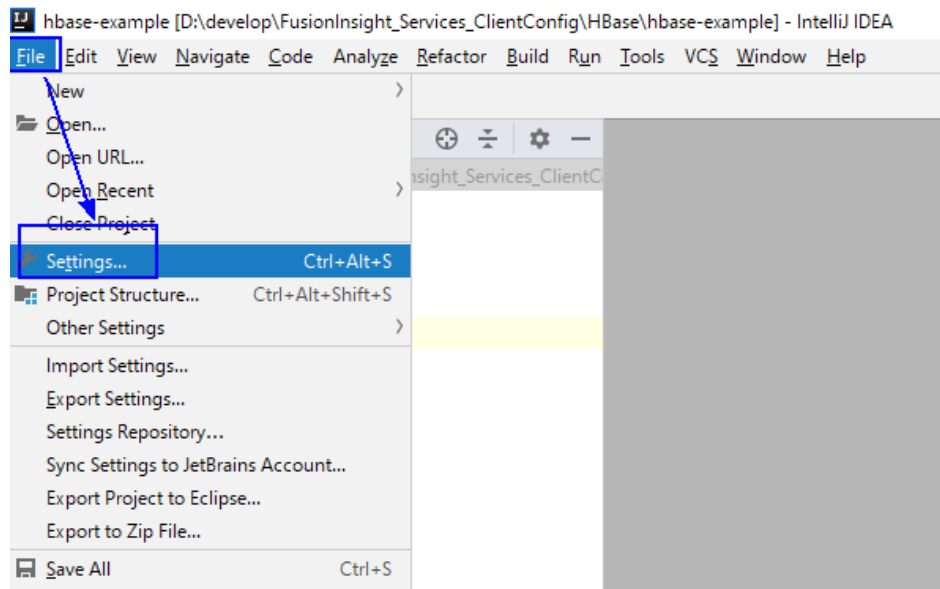 IJ hbase-example [D:\develop\FusionInsight_Services_ClientConfig\HBase\hbase-example] - IntelliJ IDEA
File Edit View Navigate Code Analyze Refactor Build Run Tools VCS Window Help
New
Open...
Open URL...
nsight_Services_ClientC
Open Recent
Close Project
Settings... Ctrl+Alt+S
Project Structure... Ctrl+Alt+Shift+S
Other Settings
Import Settings...
Export Settings...
Settings Repository...
Sync Settings to JetBrains Account...
Export Project to Eclipse...
Export to Zip File...
Save All Ctrl+S